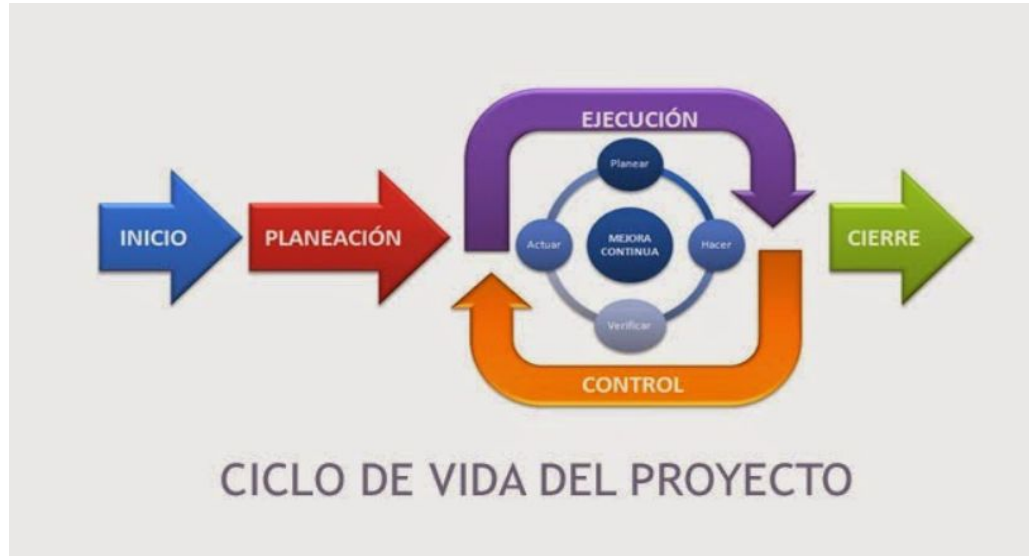 INICIO
PLANEACIÓN
EJECUCIÓN
Planear
Actuar
MEJORA
CONTINUA
Hacer
Verificar
CONTROL
CIERRE
CICLO DE VIDA DEL PROYECTO